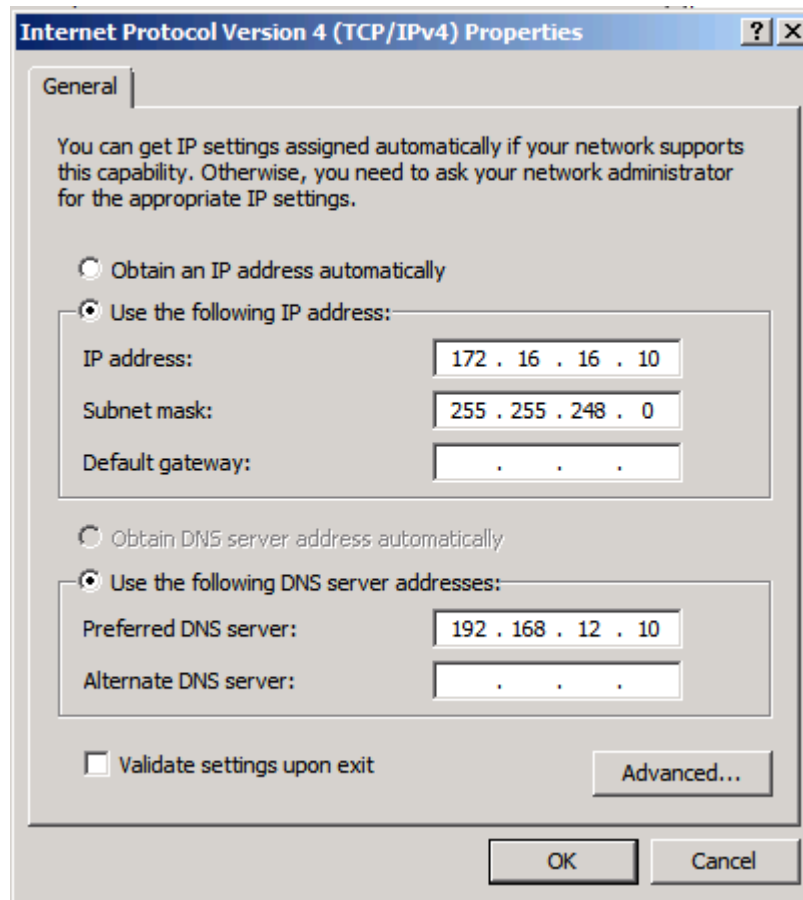 Internet Protocol Version 4 (TCP/IPv4) Properties
General
You can get IP settings assigned automatically if your network supports
this capability. Otherwise, you need to ask your network administrator
for the appropriate IP settings.
Obtain an IP address automatically
Use the following IP address:
IP address: 172 . 16 . 16 . 10
Subnet mask: 255 . 255 . 248 . 0
Default gateway: . . .
Obtain DNS server address automatically
Use the following DNS server addresses:
Preferred DNS server: 192 . 168 . 12 . 10
Alternate DNS server: . . .
Validate settings upon exit
Advanced...
OK Cancel